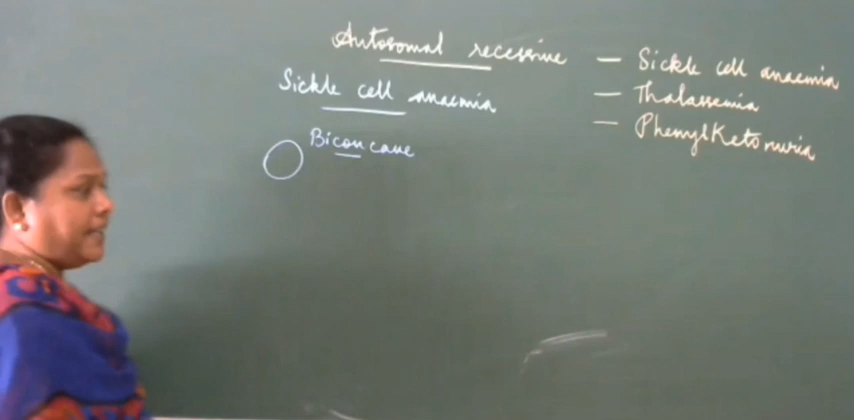 Autosomal recessive — Sickle cell anaemia
Sickle cell anaemia — Thalassemia
Biconcave — Phenylketonuria